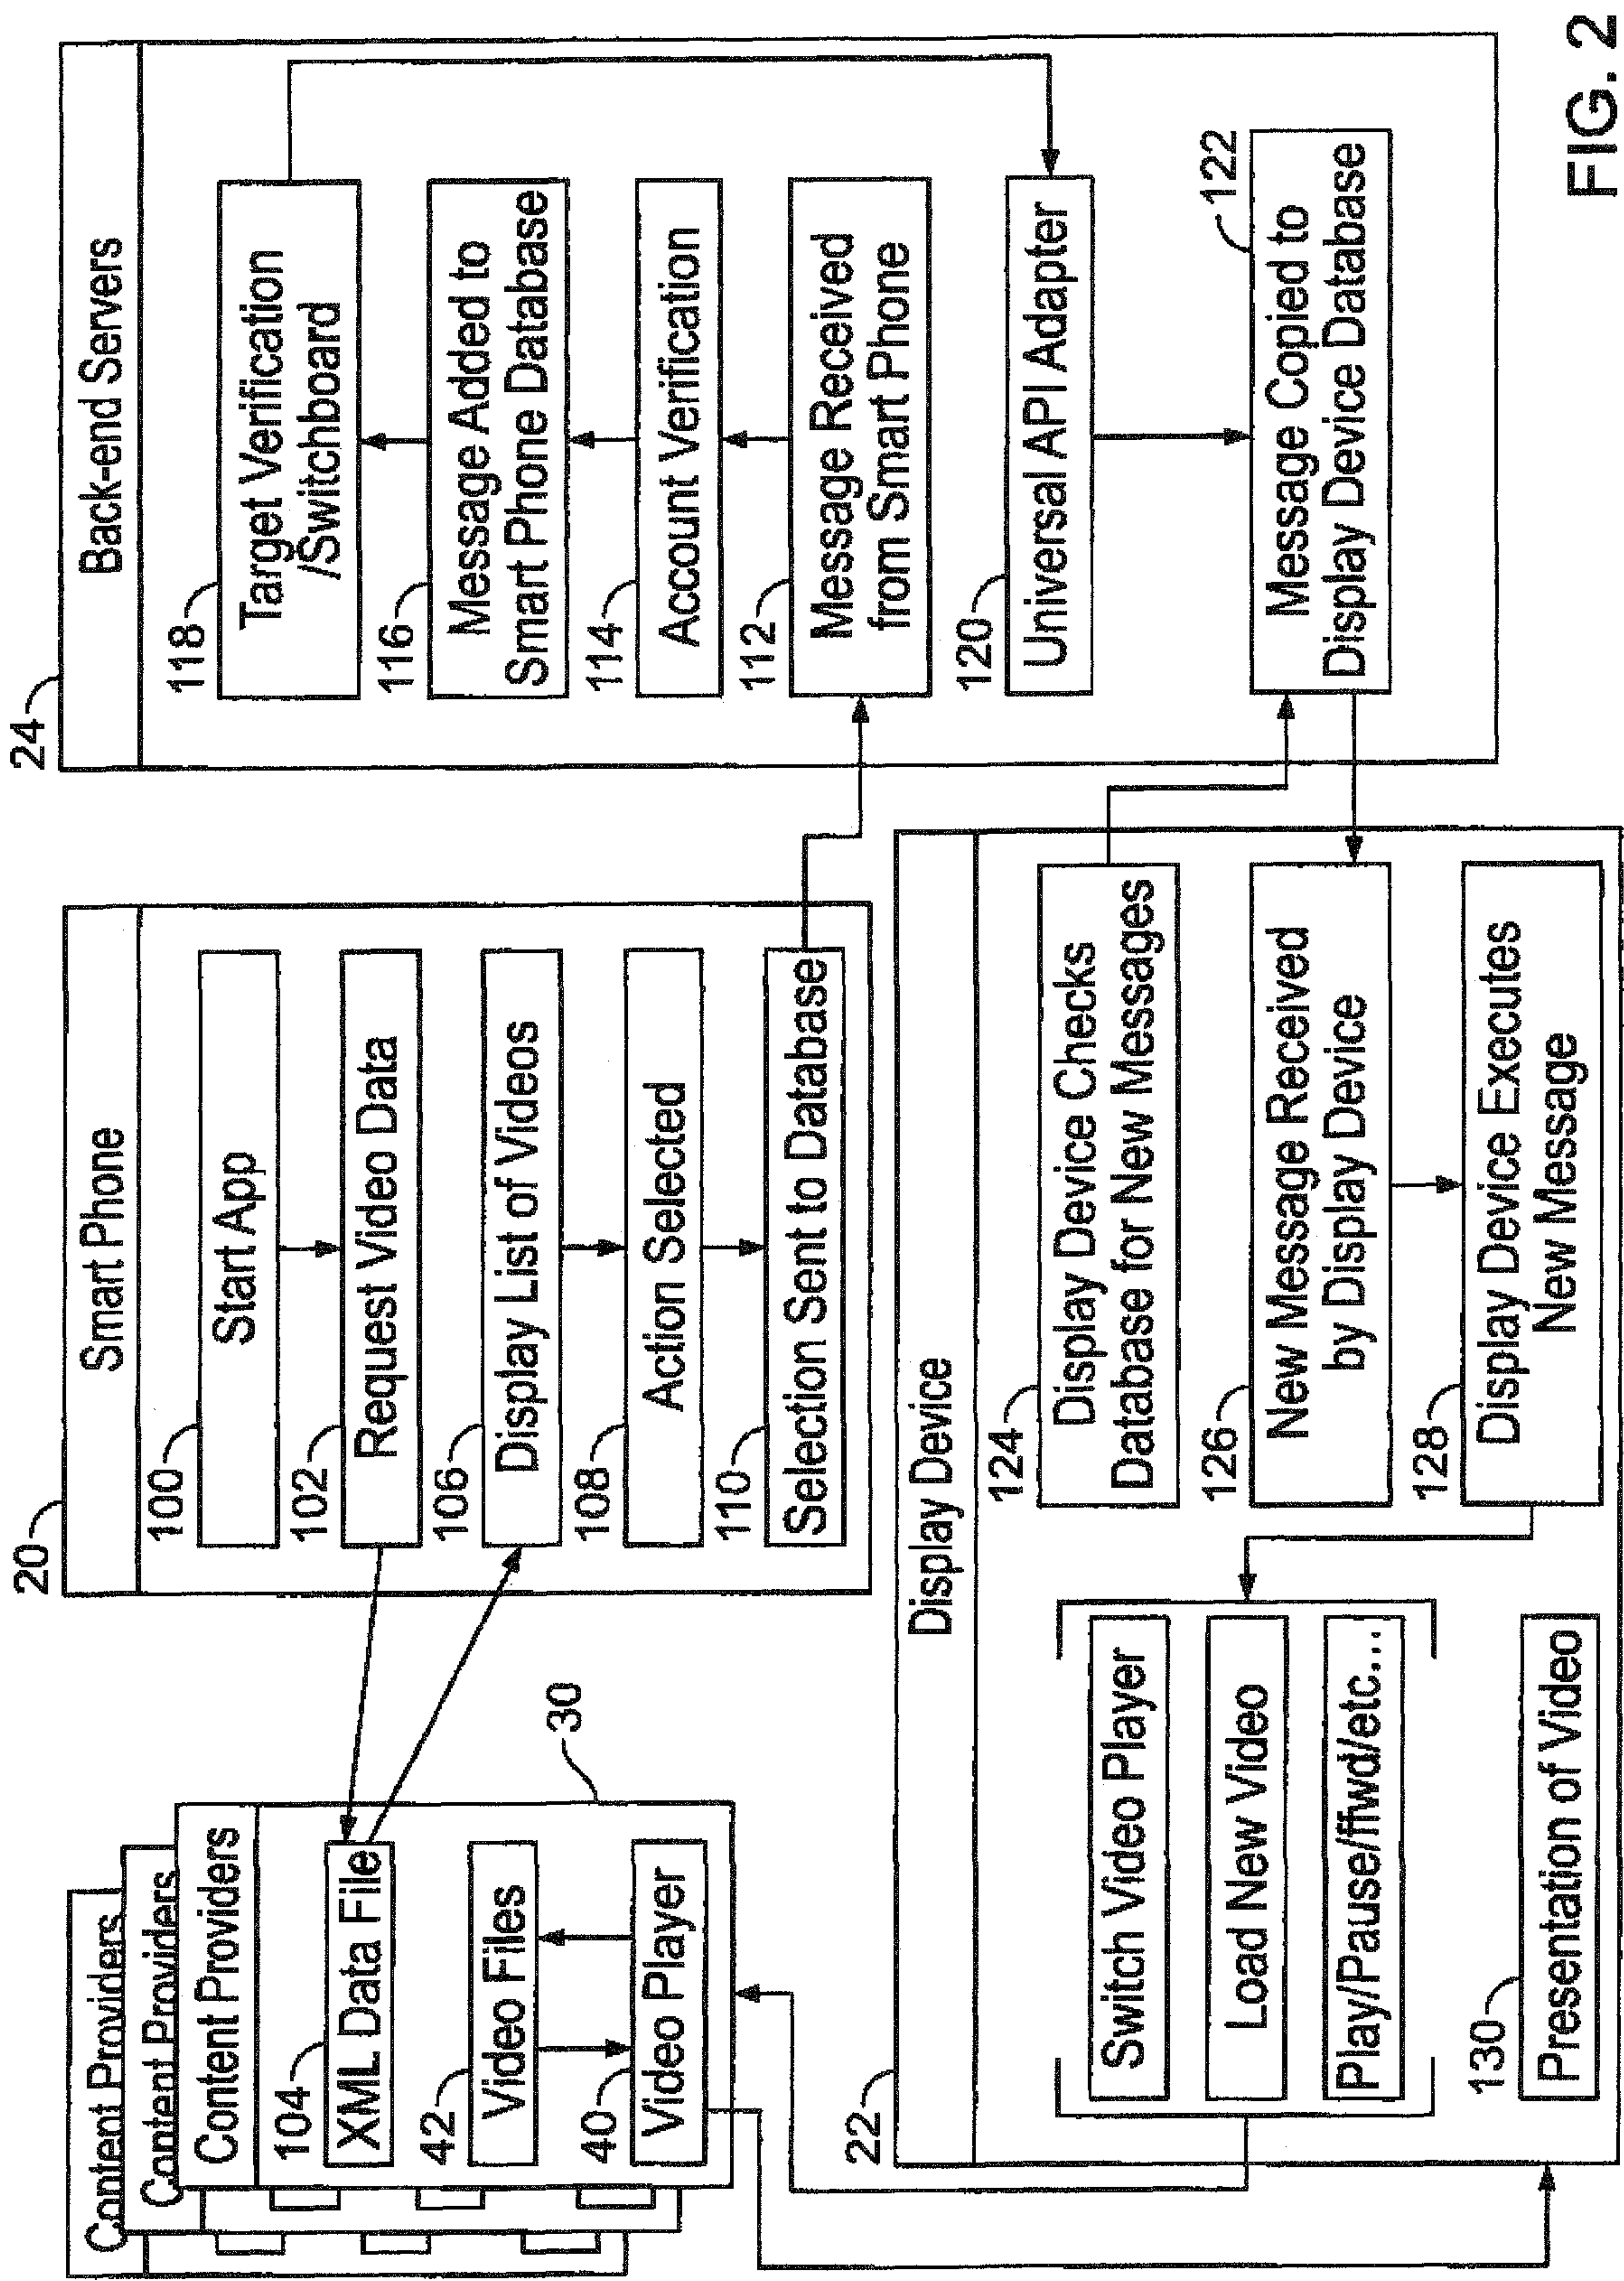 Content Providers
Content Providers
Content Providers
104
XML Data File
42
Video Files
40
Video Player
30
20
Smart Phone
100
Start App
102
Request Video Data
106
Display List of Videos
108
Action Selected
110
Selection Sent to Database
24
Back-end Servers
118
Target Verification
/Switchboard
116
Message Added to
Smart Phone Database
114
Account Verification
112
Message Received
from Smart Phone
120
Universal API Adapter
122
Message Copied to
Display Device Database
22
Display Device
124
Display Device Checks
Database for New Messages
126
New Message Received
by Display Device
128
Display Device Executes
New Message
Switch Video Player
Load New Video
Play/Pause/ffwd/etc...
130
Presentation of Video
FIG. 2